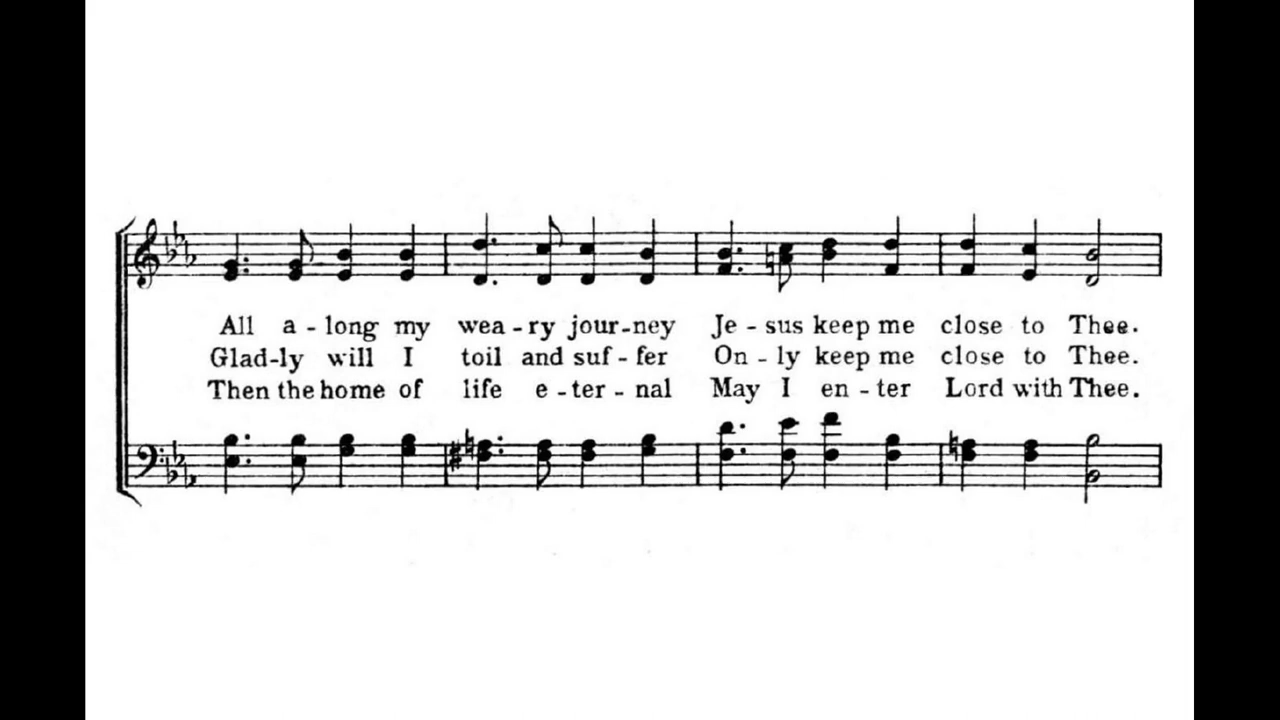 All a - long my wea - ry jour - ney Je - sus keep me close to Thee.
Glad - ly will I toil and suf - fer On - ly keep me close to Thee.
Then the home of life e - ter - nal May I en - ter Lord with Thee.